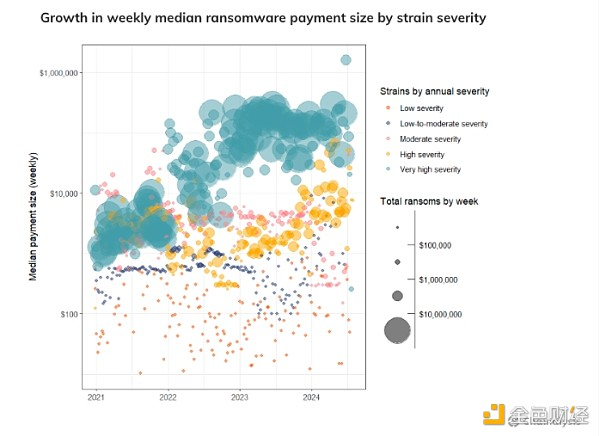 Growth in weekly median ransomware payment size by strain severity
Median payment size (weekly)
$1,000,000
$10,000
$100
2021
2022
2023
2024
Strains by annual severity
Low severity
Low-to-moderate severity
Moderate severity
High severity
Very high severity
Total ransoms by week
$100,000
$1,000,000
$10,000,000
金色财经